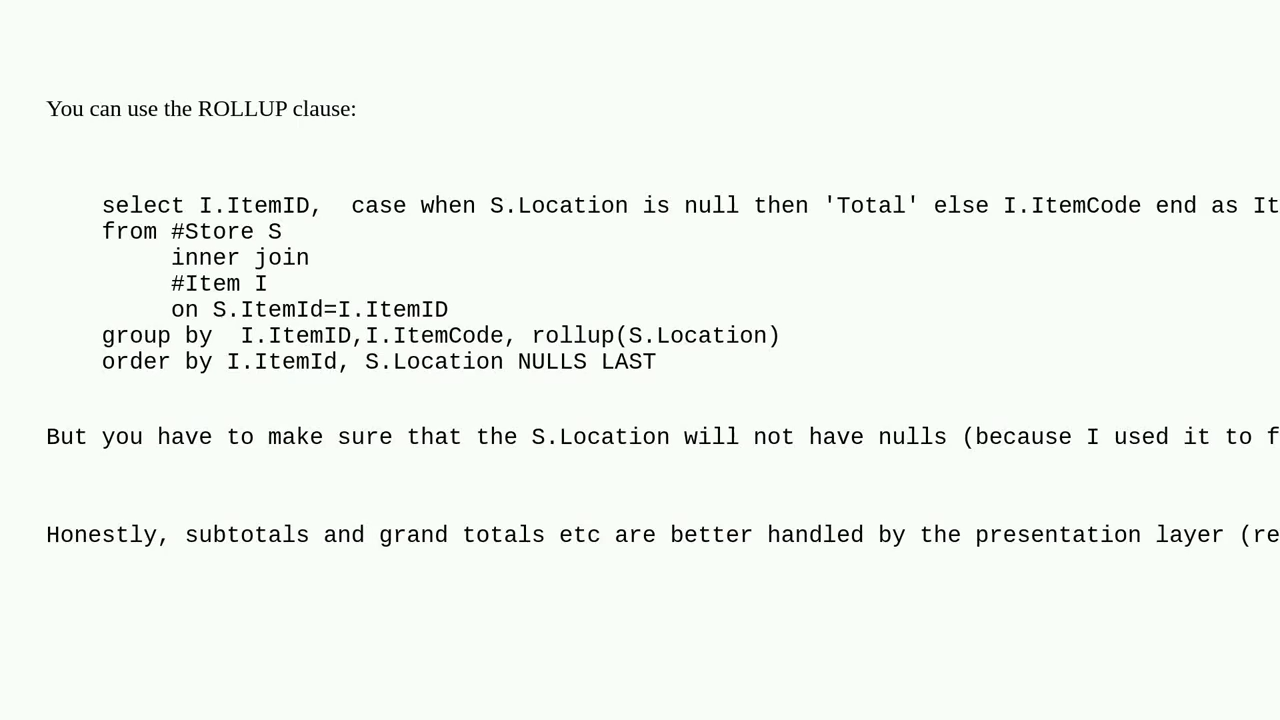 You can use the ROLLUP clause:
select I.ItemID,  case when S.Location is null then 'Total' else I.ItemCode end as It
from #Store S
inner join
#Item I
on S.ItemId=I.ItemID
group by  I.ItemID,I.ItemCode, rollup(S.Location)
order by I.ItemId, S.Location NULLS LAST
But you have to make sure that the S.Location will not have nulls (because I used it to f
Honestly, subtotals and grand totals etc are better handled by the presentation layer (re